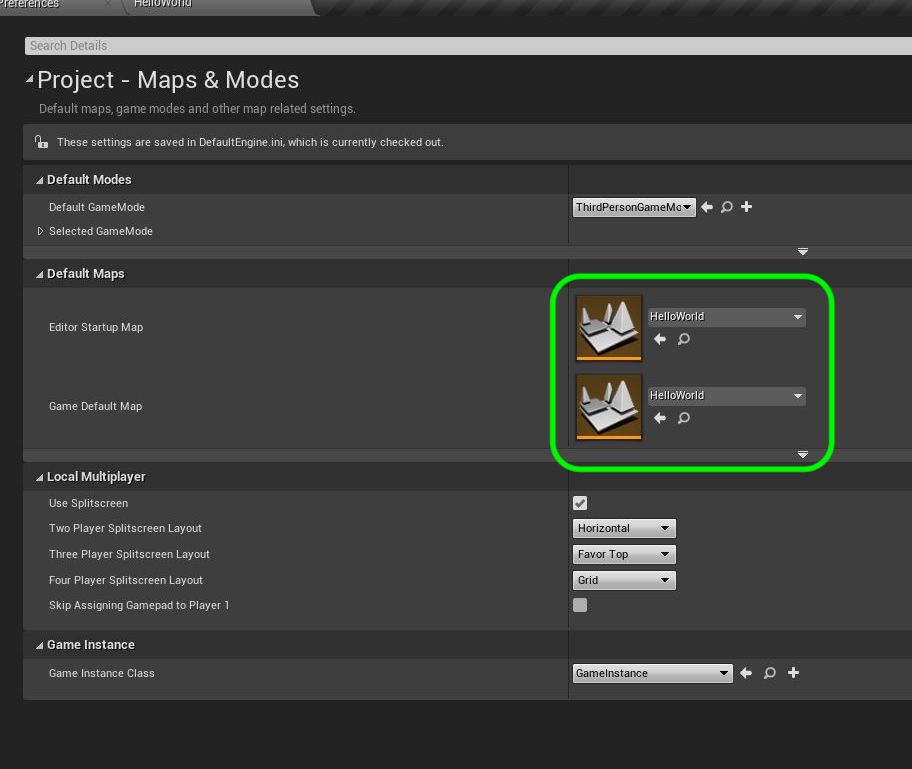 Preferences
HelloWorld
Search Details
Project - Maps & Modes
Default maps, game modes and other map related settings.
These settings are saved in DefaultEngine.ini, which is currently checked out.
Default Modes
Default GameMode ThirdPersonGameMo
Selected GameMode
Default Maps
Editor Startup Map HelloWorld
Game Default Map HelloWorld
Local Multiplayer
Use Splitscreen
Two Player Splitscreen Layout Horizontal
Three Player Splitscreen Layout Favor Top
Four Player Splitscreen Layout Grid
Skip Assigning Gamepad to Player 1
Game Instance
Game Instance Class GameInstance